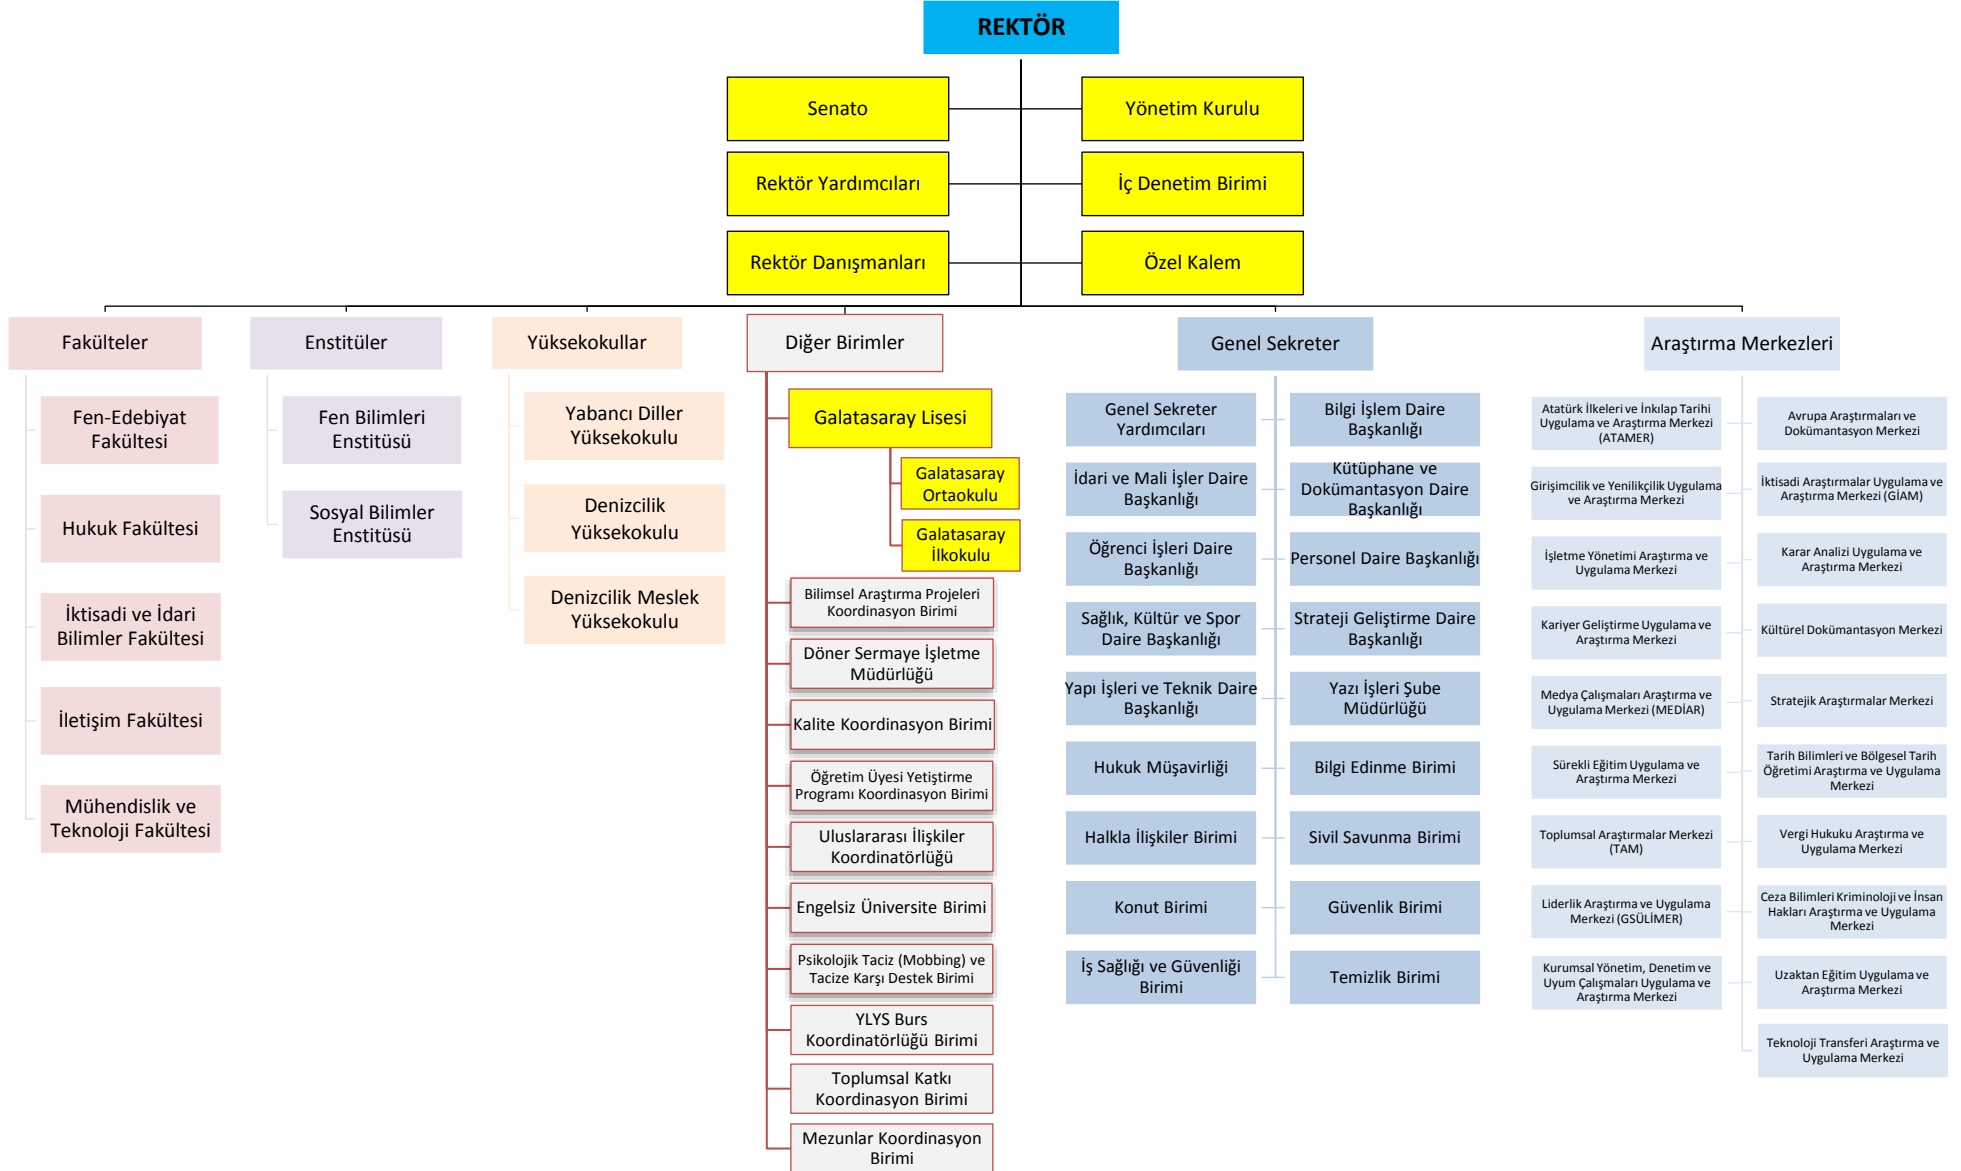 REKTÖR
Senato
Yönetim Kurulu
Rektör Yardımcıları
İç Denetim Birimi
Rektör Danışmanları
Özel Kalem
Fakülteler
Fen-Edebiyat
Fakültesi
Hukuk Fakültesi
İktisadi ve İdari
Bilimler Fakültesi
İletişim Fakültesi
Mühendislik ve
Teknoloji Fakültesi
Enstitüler
Fen Bilimleri
Enstitüsü
Sosyal Bilimler
Enstitüsü
Yüksekokullar
Yabancı Diller
Yüksekokulu
Denizcilik
Yüksekokulu
Denizcilik Meslek
Yüksekokulu
Diğer Birimler
Galatasaray Lisesi
Galatasaray
Ortaokulu
Galatasaray
İlkokulu
Bilimsel Araştırma Projeleri
Koordinasyon Birimi
Döner Sermaye İşletme
Müdürlüğü
Kalite Koordinasyon Birimi
Öğretim Üyesi Yetiştirme
Programı Koordinasyon Birimi
Uluslararası İlişkiler
Koordinatörlüğü
Engelsiz Üniversite Birimi
Psikolojik Taciz (Mobbing) ve
Tacize Karşı Destek Birimi
YLYS Burs
Koordinatörlüğü Birimi
Toplumsal Katkı
Koordinasyon Birimi
Mezunlar Koordinasyon
Birimi
Genel Sekreter
Genel Sekreter
Yardımcıları
Bilgi İşlem Daire
Başkanlığı
İdari ve Mali İşler Daire
Başkanlığı
Kütüphane ve
Dokümantasyon Daire
Başkanlığı
Öğrenci İşleri Daire
Başkanlığı
Personel Daire Başkanlığı
Sağlık, Kültür ve Spor
Daire Başkanlığı
Strateji Geliştirme Daire
Başkanlığı
Yapı İşleri ve Teknik Daire
Başkanlığı
Yazı İşleri Şube
Müdürlüğü
Hukuk Müşavirliği
Bilgi Edinme Birimi
Halkla İlişkiler Birimi
Sivil Savunma Birimi
Konut Birimi
Güvenlik Birimi
İş Sağlığı ve Güvenliği
Birimi
Temizlik Birimi
Araştırma Merkezleri
Atatürk İlkeleri ve İnkılap Tarihi
Uygulama ve Araştırma Merkezi
(ATAMER)
Avrupa Araştırmaları ve
Dokümantasyon Merkezi
Girişimcilik ve Yenilikçilik Uygulama
ve Araştırma Merkezi
İktisadi Araştırmalar Uygulama ve
Araştırma Merkezi (GİAM)
İşletme Yönetimi Araştırma ve
Uygulama Merkezi
Karar Analizi Uygulama ve
Araştırma Merkezi
Kariyer Geliştirme Uygulama ve
Araştırma Merkezi
Kültürel Dokümantasyon Merkezi
Medya Çalışmaları Araştırma ve
Uygulama Merkezi (MEDİAR)
Stratejik Araştırmalar Merkezi
Sürekli Eğitim Uygulama ve
Araştırma Merkezi
Tarih Bilimleri ve Bölgesel Tarih
Öğretimi Araştırma ve Uygulama
Merkezi
Toplumsal Araştırmalar Merkezi
(TAM)
Vergi Hukuku Araştırma ve
Uygulama Merkezi
Liderlik Araştırma ve Uygulama
Merkezi (GSÜLİMER)
Ceza Bilimleri Kriminoloji ve İnsan
Hakları Araştırma ve Uygulama
Merkezi
Kurumsal Yönetim, Denetim ve
Uyum Çalışmaları Uygulama ve
Araştırma Merkezi
Uzaktan Eğitim Uygulama ve
Araştırma Merkezi
Teknoloji Transferi Araştırma ve
Uygulama Merkezi